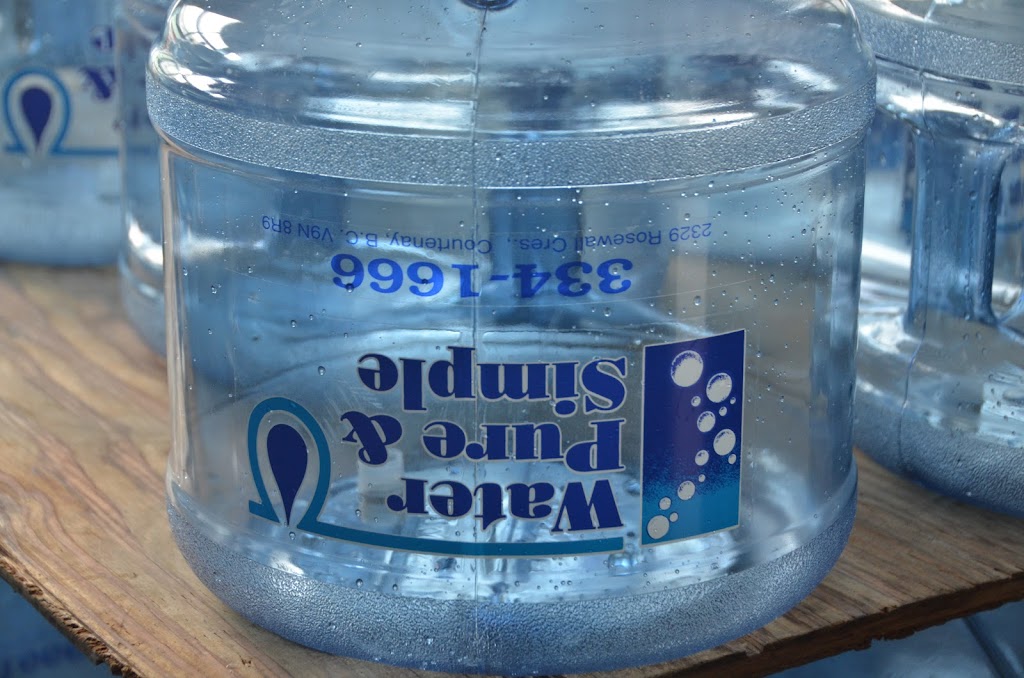 Water
Pure &
Simple
334-1666
2329 Rosewall Cres., Courtenay, B.C. V9N 8R9